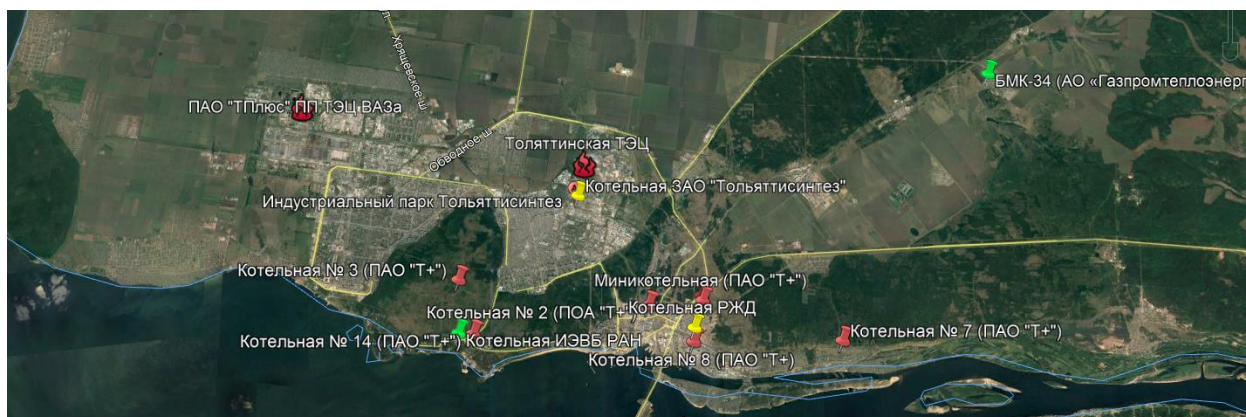 Хрящевское ш.
БМК-34 (АО «Газпромтеплоэнерг
ПАО "ТПлюс" ПП ТЭЦ ВАЗа
Обводное ш.
Толяттинская ТЭЦ
Котельная ЗАО "Тольяттисинтез"
Индустриальный парк Тольяттисинтез
Котельная № 3 (ПАО "Т+")
Миникотельная (ПАО "Т+")
Котельная № 2 (ПОА "Т+"
Котельная РЖД
Котельная № 14 (ПАО "Т+")
Котельная ИЭВБ РАН
Котельная № 7 (ПАО "Т+")
Котельная № 8 (ПАО "Т+)